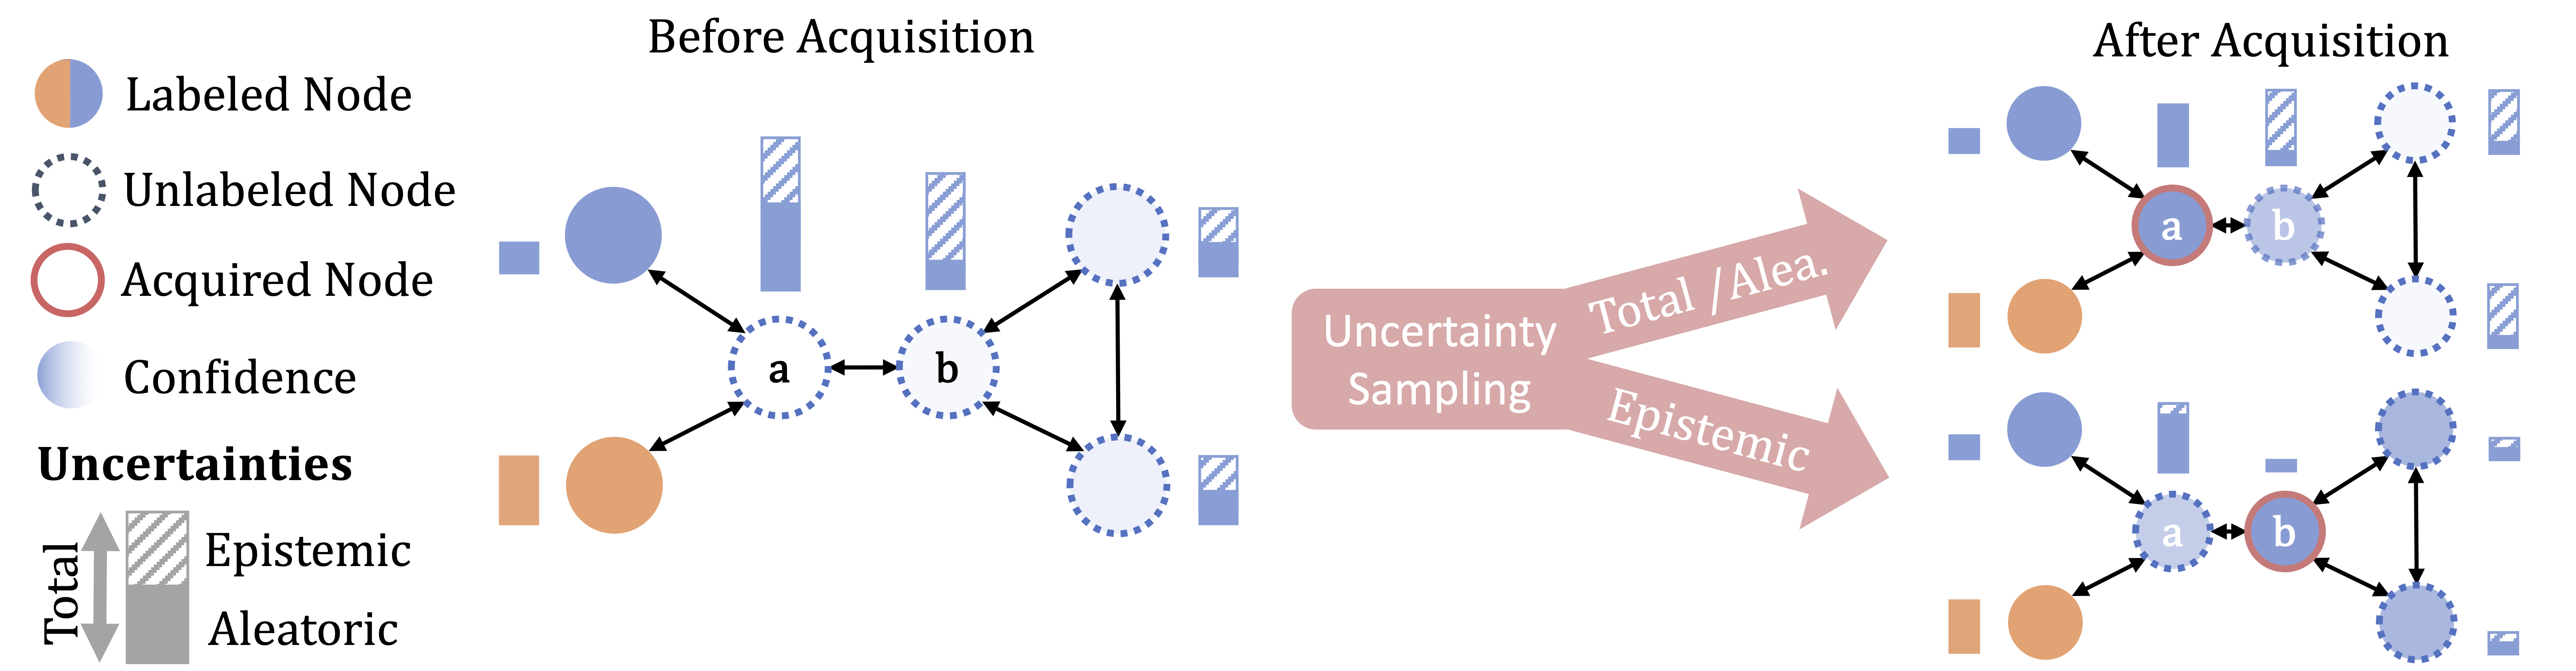 Before Acquisition
After Acquisition
Labeled Node
Unlabeled Node
Acquired Node
Confidence
Uncertainties
Total
Epistemic
Aleatoric
a
b
Uncertainty
Sampling
Total /Alea.
Epistemic
a
b
a
b